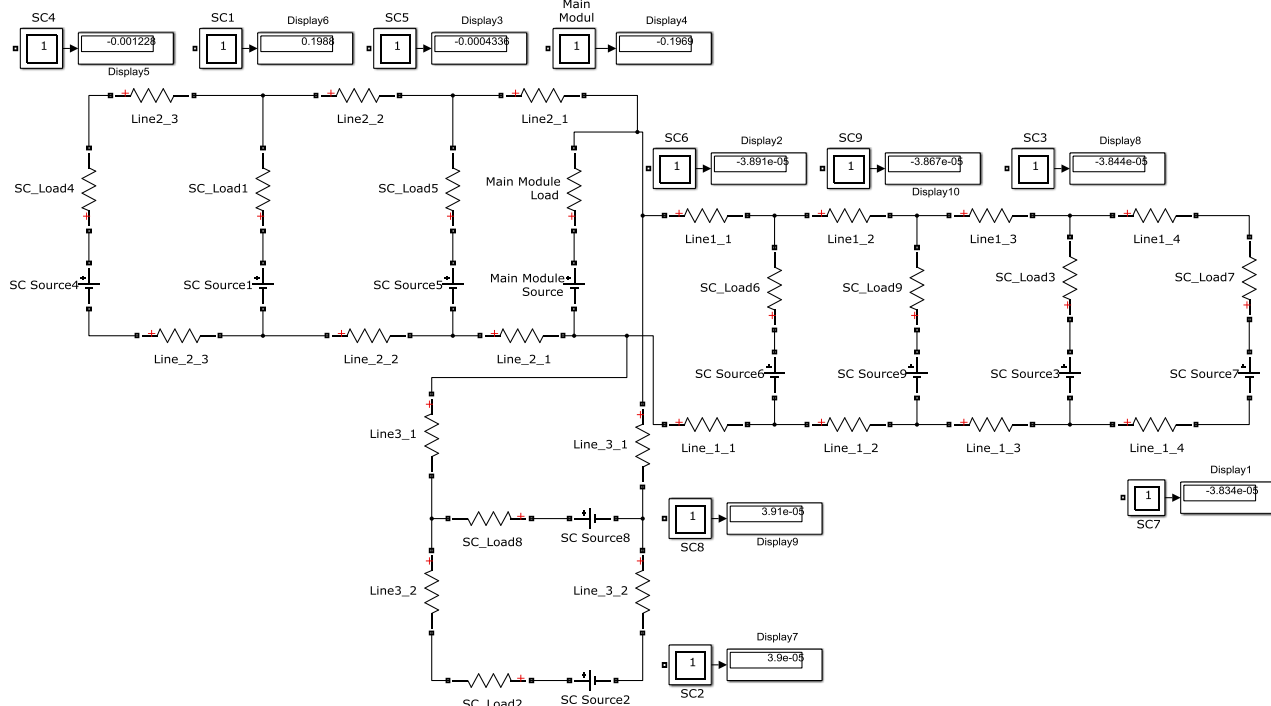 SC4
SC1
SC5
Main
Modul
Display6
Display3
Display4
1
-0.001228
1
0.1988
1
-0.0004336
1
-0.1969
Display5
Line2_3
Line2_2
Line2_1
SC6
SC9
SC3
Display2
Display8
1
-3.891e-05
1
-3.867e-05
1
-3.844e-05
Display10
SC_Load4
SC_Load1
SC_Load5
Main Module
Load
Line1_1
Line1_2
Line1_3
Line1_4
SC_Load6
SC_Load9
SC_Load3
SC_Load7
SC Source4
SC Source1
SC Source5
Main Module
Source
Line_2_3
Line_2_2
Line_2_1
SC Source6
SC Source9
SC Source3
SC Source7
Line3_1
Line_3_1
Line_1_1
Line_1_2
Line_1_3
Line_1_4
Display1
1
-3.834e-05
SC7
1
3.91e-05
SC8
Display9
SC_Load8
SC Source8
Line3_2
Line_3_2
Display7
1
3.9e-05
SC2
SC_Load2
SC Source2